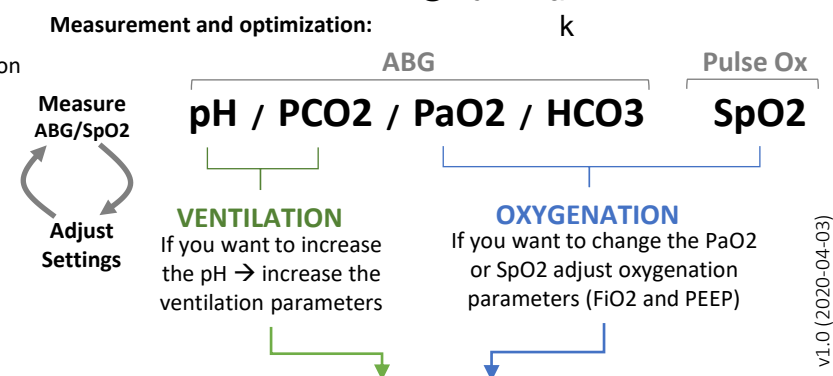 Measurement and optimization:
k
on
ABG
Pulse Ox
Measure
ABG/SpO2
pH / PCO2 / PaO2 / HCO3
SpO2
Adjust
Settings
VENTILATION
If you want to increase
the pH → increase the
ventilation parameters
OXYGENATION
If you want to change the PaO2
or SpO2 adjust oxygenation
parameters (FiO2 and PEEP)
v1.0 (2020-04-03)